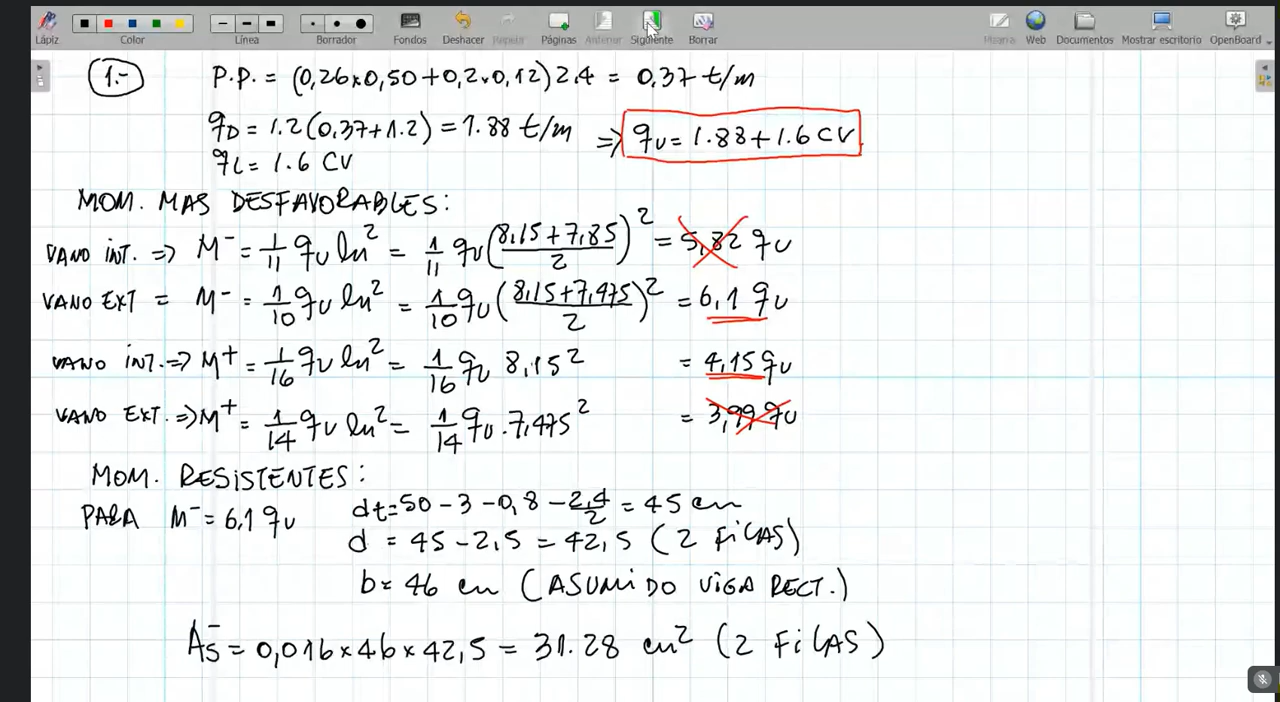 Lápiz Color Línea Borrador Fondos Deshacer Repetir Páginas Anterior Siguiente Borrar Pizarra Web Documentos Mostrar escritorio OpenBoard
1.- P.P. = (0,26x0,50+0,2x0,12) 2.4 = 0,37 t/m
qD = 1.2(0,37+1.2) = 1.88 t/m ⇒ qU = 1.88 + 1.6 CV
qL = 1.6 CV
MOM. MAS DESFAVORABLES:
VANO INT. ⇒ M⁻ = 1/11 qU ln² = 1/11 qU ((8,15+7,85)/2)² = 5,82 qU
VANO EXT = M⁻ = 1/10 qU ln² = 1/10 qU ((8,15+7,475)/2)² = 6,1 qU
VANO INT. ⇒ M+ = 1/16 qU ln² = 1/16 qU 8,15² = 4,15 qU
VANO EXT. ⇒ M+ = 1/14 qU ln² = 1/14 qU . 7,475² = 3,99 qU
MOM. RESISTENTES:
PARA M⁻ = 6,1 qU dt = 50 - 3 - 0,8 - 2,4/2 = 45 cm
d = 45 - 2,5 = 42,5 (2 FILAS)
b = 46 cm (ASUMIDO VIGA RECT.)
As⁻ = 0,016 x 46 x 42,5 = 31.28 cm² (2 FILAS)